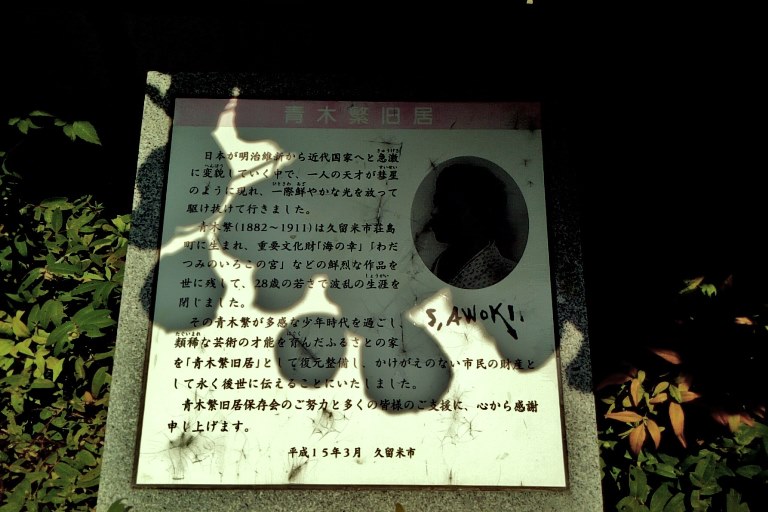 青木繁旧居
日本が明治維新から近代国家へと急激
に変貌していく中で、一人の天才が彗星
のように現れ、一際鮮やかな光を放って
駆け抜けて行きました。
青木繁(1882～1911)は久留米市荘島
町に生まれ、重要文化財「海の幸」「わだ
つみのいろこの宮」などの鮮烈な作品を
世に残して、28歳の若さで波乱の生涯を
閉じました。
S, AWOKI.
その青木繁が多感な少年時代を過ごし、
類稀な芸術の才能を育んだふるさとの家
を「青木繁旧居」として復元整備し、かけがえのない市民の財産と
して永く後世に伝えることにいたしました。
青木繁旧居保存会のご努力と多くの皆様のご支援に、心から感謝
申し上げます。
平成15年3月 久留米市